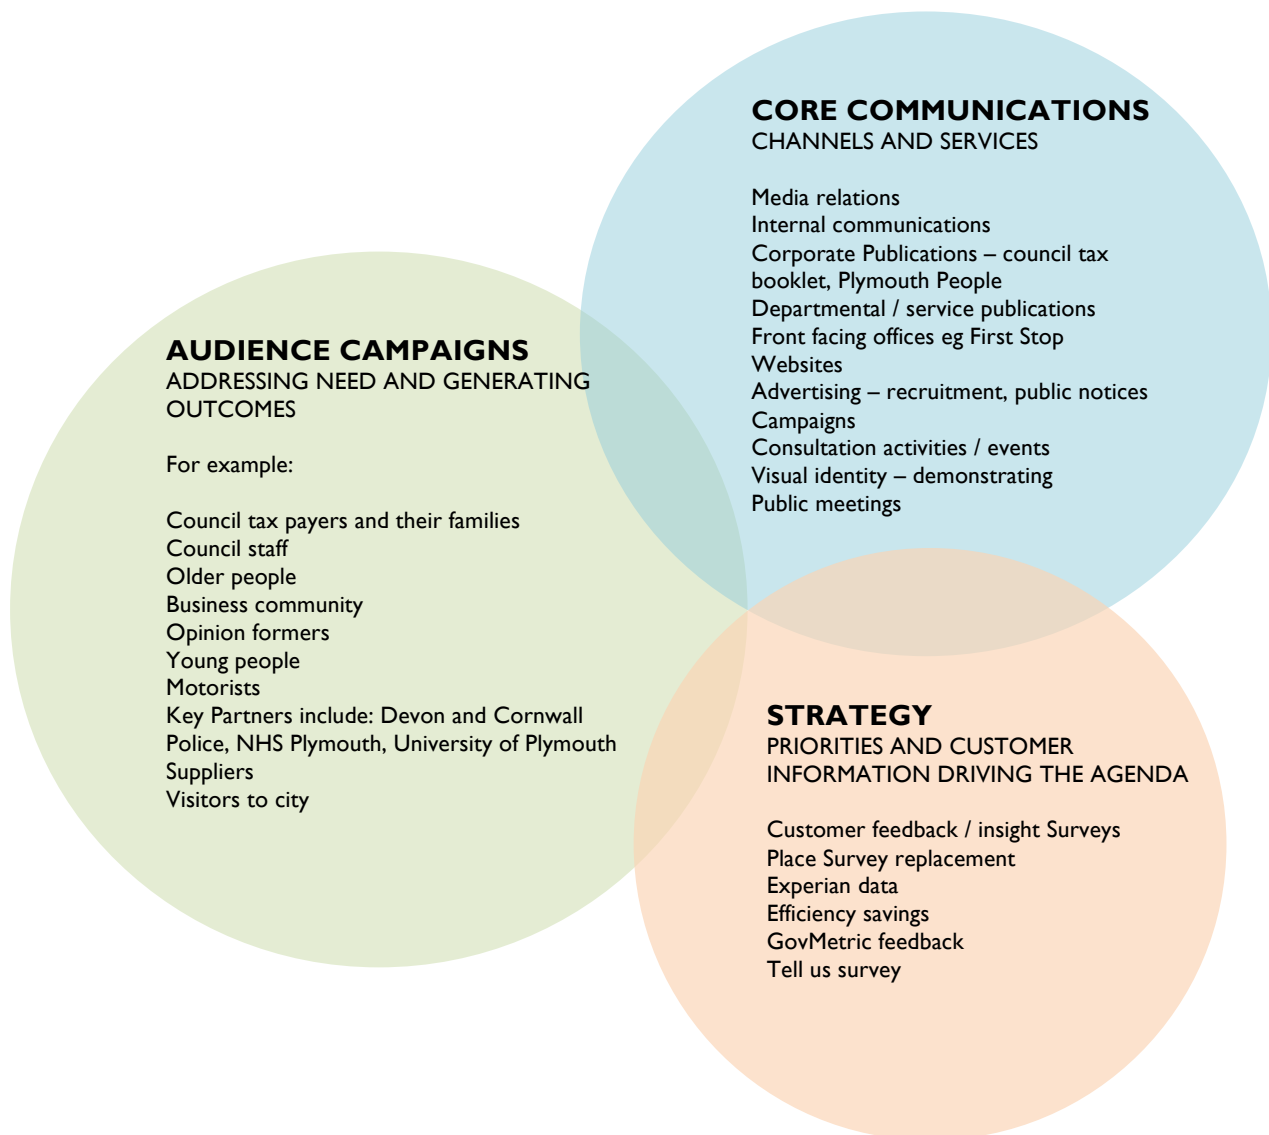 CORE COMMUNICATIONS
CHANNELS AND SERVICES
Media relations
Internal communications
Corporate Publications – council tax
booklet, Plymouth People
Departmental / service publications
Front facing offices eg First Stop
Websites
Advertising – recruitment, public notices
Campaigns
Consultation activities / events
Visual identity – demonstrating
Public meetings
AUDIENCE CAMPAIGNS
ADDRESSING NEED AND GENERATING
OUTCOMES
For example:
Council tax payers and their families
Council staff
Older people
Business community
Opinion formers
Young people
Motorists
Key Partners include: Devon and Cornwall
Police, NHS Plymouth, University of Plymouth
Suppliers
Visitors to city
STRATEGY
PRIORITIES AND CUSTOMER
INFORMATION DRIVING THE AGENDA
Customer feedback / insight Surveys
Place Survey replacement
Experian data
Efficiency savings
GovMetric feedback
Tell us survey